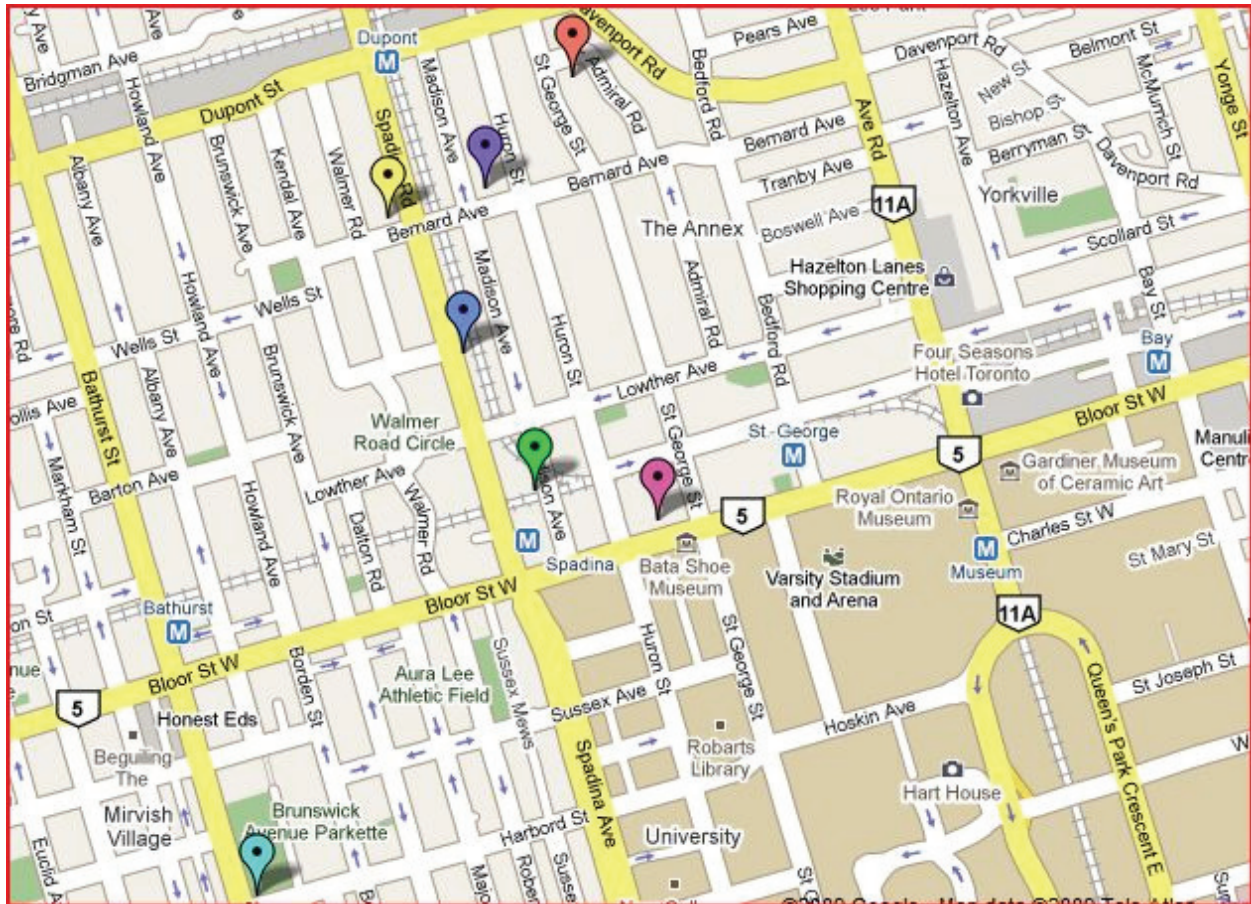 Dupont
M
Bridgman Ave
Howland Ave
Dupont St
Madison Ave
Huron St
St George St
Admiral Rd
Davenport Rd
Bedford Rd
Pears Ave
Davenport Rd
Belmont St
New St
Bishop St
McMurrich St
Yonge St
Hazelton Ave
Ave Rd
Bernard Ave
Berryman St
Davenport Rd
Albany Ave
Brunswick Ave
Kendal Ave
Walmer Rd
Spadina Rd
Bernard Ave
Tranby Ave
Yorkville
11A
Bernard Ave
The Annex
Boswell Ave
Scollard St
Howland Ave
Wells St
Madison Ave
Huron St
Admiral Rd
Bedford Rd
Hazelton Lanes
Shopping Centre
Bay St
Wells St
Bay
M
Four Seasons
Hotel Toronto
Bathurst St
Albany Ave
Brunswick Ave
Lowther Ave
Walmer
Road Circle
St George St
St. George
M
Bloor St W
5
Markham St
Barton Ave
Howland Ave
Lowther Ave
Walmer Rd
Dalton Rd
Gardiner Museum
of Ceramic Art
Royal Ontario
Museum
Charles St W
St Mary St
5
M
Spadina
Bata Shoe
Museum
Varsity Stadium
and Arena
M
Museum
11A
Bathurst
M
Bloor St W
Bloor St W
Borden St
Aura Lee
Athletic Field
Sussex Mews
Sussex Ave
Huron St
St George St
Queen's Park Crescent E
St Joseph St
5
Honest Eds
Hoskin Ave
Beguiling
The
Robarts
Library
Hart House
Spadina Ave
Mirvish
Village
Brunswick
Avenue Parkette
Harbord St
University